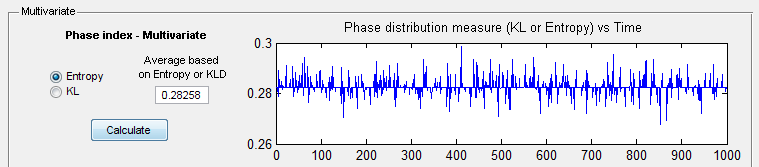 Multivariate
Phase index - Multivariate
Average based
on Entropy or KLD
Entropy
KL
0.28258
Calculate
Phase distribution measure (KL or Entropy) vs Time
0.3
0.28
0.26
0 100 200 300 400 500 600 700 800 900 1000